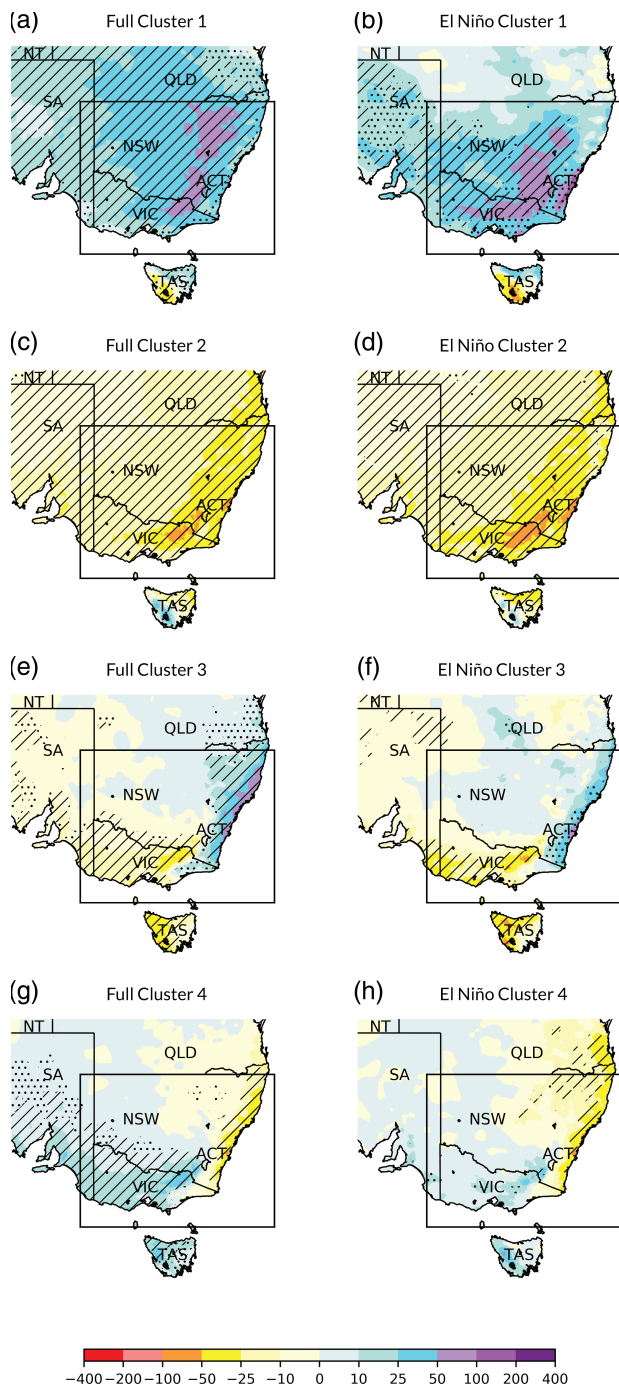 (a) Full Cluster 1
(b) El Niño Cluster 1
NT QLD SA NSW ACT VIC TAS
NT QLD SA NSW ACT VIC TAS
(c) Full Cluster 2
(d) El Niño Cluster 2
NT QLD SA NSW ACT VIC TAS
NT QLD SA NSW ACT VIC TAS
(e) Full Cluster 3
(f) El Niño Cluster 3
NT QLD SA NSW ACT VIC TAS
NT QLD SA NSW ACT VIC TAS
(g) Full Cluster 4
(h) El Niño Cluster 4
NT QLD SA NSW ACT VIC TAS
NT QLD SA NSW ACT VIC TAS
−400 −200 −100 −50 −25 −10 0 10 25 50 100 200 400